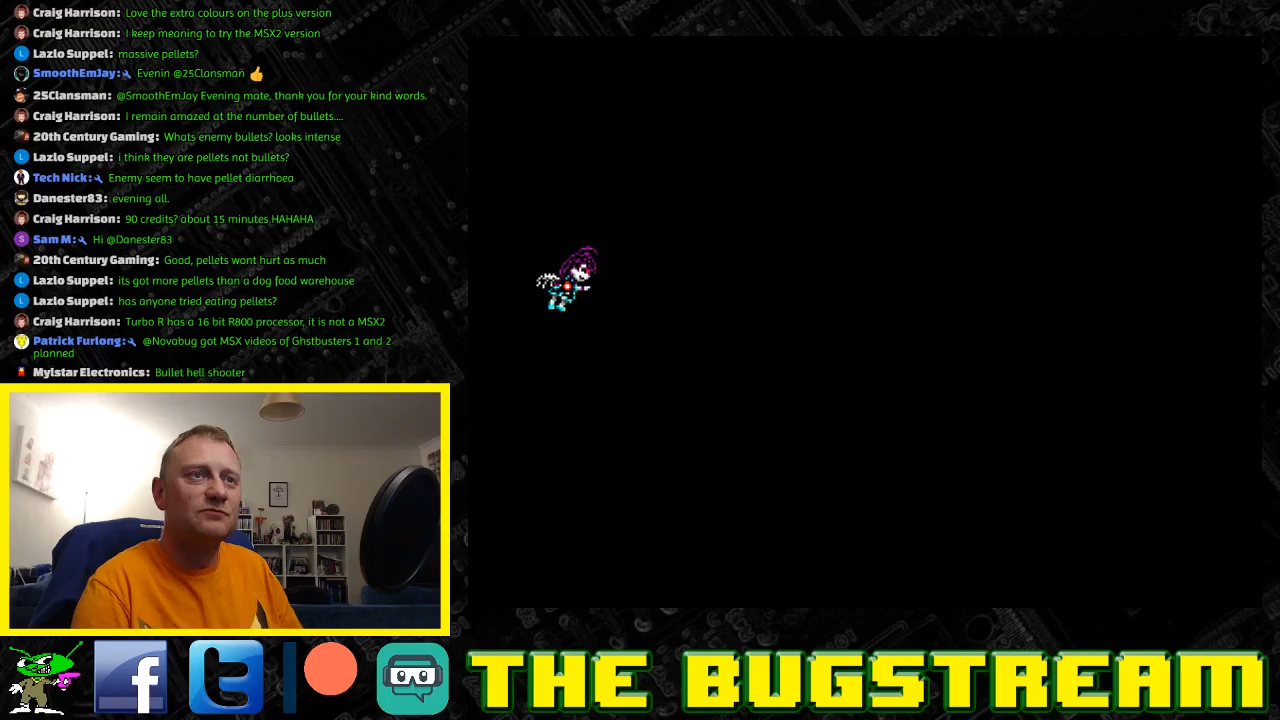 Craig Harrison: Love the extra colours on the plus version
Craig Harrison: I keep meaning to try the MSX2 version
Lazlo Suppel: massive pellets?
SmoothEmJay: Evenin @25Clansman 👍
25Clansman: @SmoothEmJay Evening mate, thank you for your kind words.
Craig Harrison: I remain amazed at the number of bullets....
20th Century Gaming: Whats enemy bullets? looks intense
Lazlo Suppel: i think they are pellets not bullets?
Tech Nick: Enemy seem to have pellet diarrhoea
Danester83: evening all.
Craig Harrison: 90 credits? about 15 minutes HAHAHA
S Sam M: Hi @Danester83
20th Century Gaming: Good, pellets wont hurt as much
Lazlo Suppel: its got more pellets than a dog food warehouse
Lazlo Suppel: has anyone tried eating pellets?
Craig Harrison: Turbo R has a 16 bit R800 processor, it is not a MSX2
Patrick Furlong: @Novabug got MSX videos of Ghstbusters 1 and 2
planned
Mylstar Electronics: Bullet hell shooter
THE BUGSTREAM